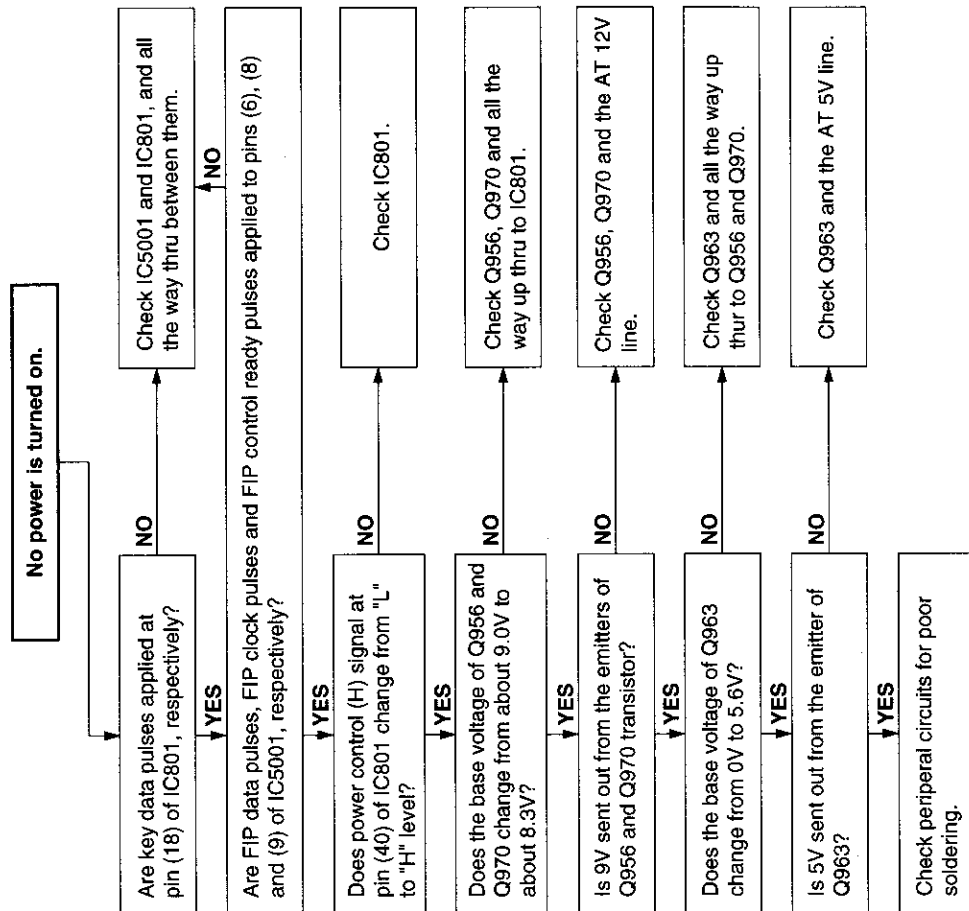 No power is turned on.
Are key data pulses applied at
pin (18) of IC801, respectively?
NO
Check IC5001 and IC801, and all
the way thru between them.
YES
NO
Are FIP data pulses, FIP clock pulses and FIP control ready pulses applied to pins (6), (8)
and (9) of IC5001, respectively?
YES
Does power control (H) signal at
pin (40) of IC801 change from "L"
to "H" level?
NO
Check IC801.
YES
Does the base voltage of Q956 and
Q970 change from about 9.0V to
about 8.3V?
NO
Check Q956, Q970 and all the
way up thru to IC801.
YES
Is 9V sent out from the emitters of
Q956 and Q970 transistor?
NO
Check Q956, Q970 and the AT 12V
line.
YES
Does the base voltage of Q963
change from 0V to 5.6V?
NO
Check Q963 and all the way up
thur to Q956 and Q970.
YES
Is 5V sent out from the emitter of
Q963?
NO
Check Q963 and the AT 5V line.
YES
Check periperal circuits for poor
soldering.